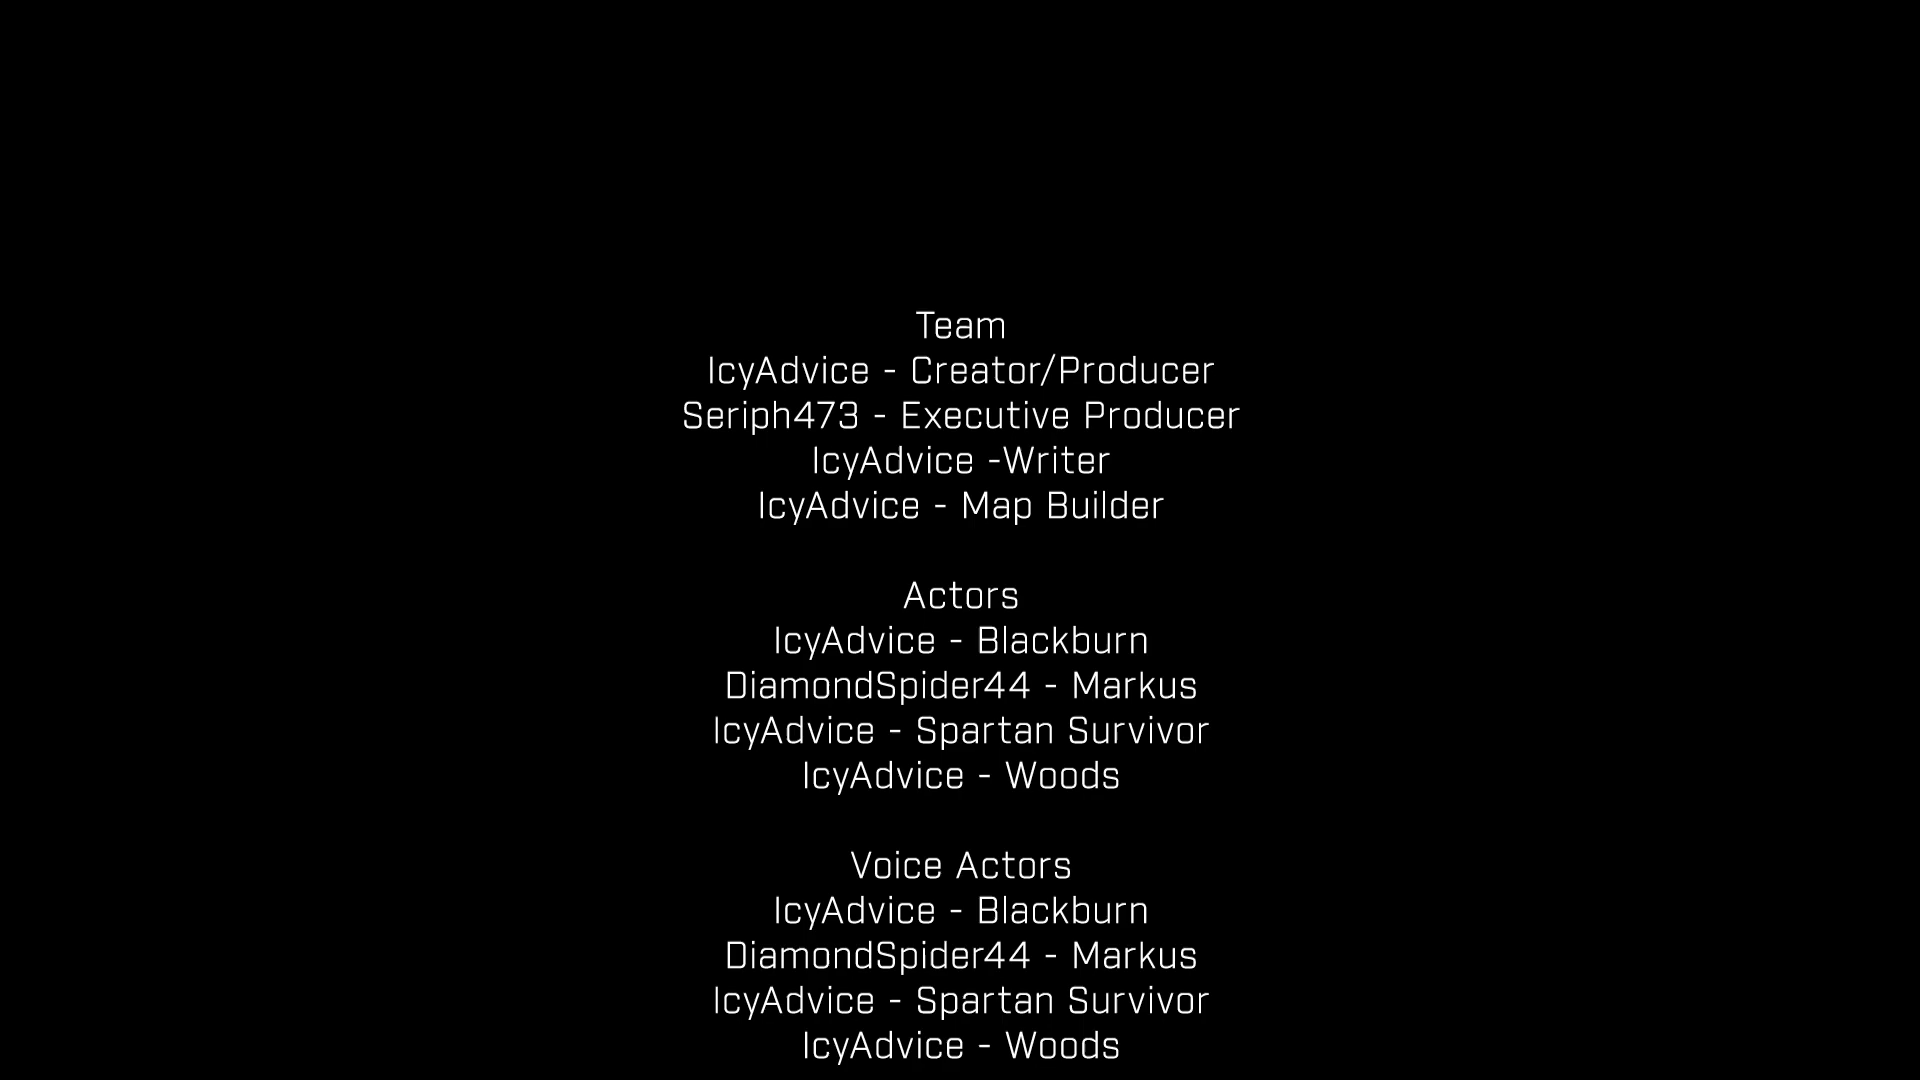 Team
IcyAdvice - Creator/Producer
Seriph473 - Executive Producer
IcyAdvice -Writer
IcyAdvice - Map Builder
Actors
IcyAdvice - Blackburn
DiamondSpider44 - Markus
IcyAdvice - Spartan Survivor
IcyAdvice - Woods
Voice Actors
IcyAdvice - Blackburn
DiamondSpider44 - Markus
IcyAdvice - Spartan Survivor
IcyAdvice - Woods